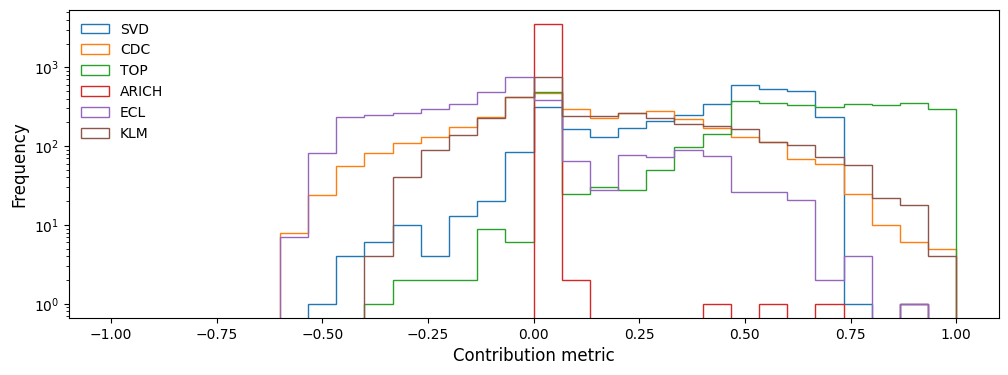 SVD
CDC
TOP
ARICH
ECL
KLM
Frequency
10³
10²
10¹
10⁰
−1.00 −0.75 −0.50 −0.25 0.00 0.25 0.50 0.75 1.00
Contribution metric